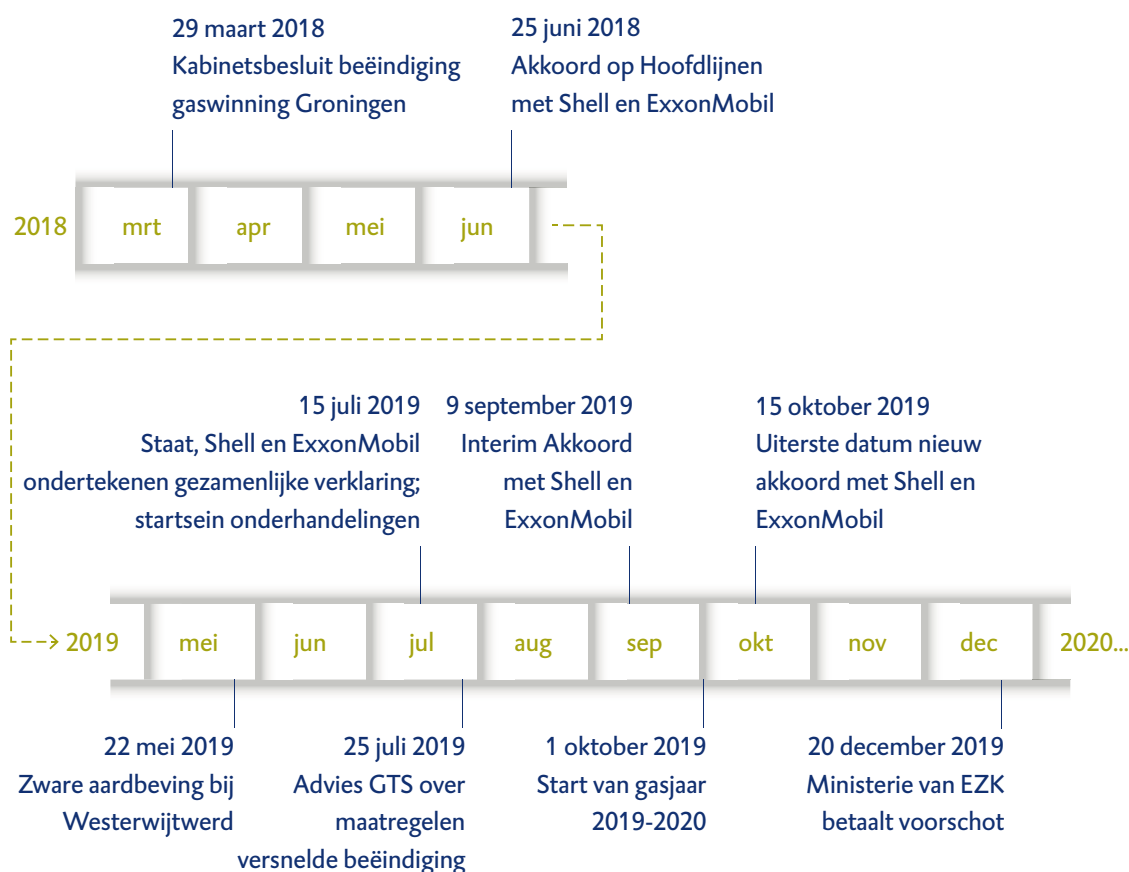 29 maart 2018
Kabinetsbesluit beëindiging
gaswinning Groningen
25 juni 2018
Akkoord op Hoofdlijnen
met Shell en ExxonMobil
2018
mrt
apr
mei
jun
15 juli 2019
Staat, Shell en ExxonMobil
ondertekenen gezamenlijke verklaring;
startsein onderhandelingen
9 september 2019
Interim Akkoord
met Shell en
ExxonMobil
15 oktober 2019
Uiterste datum nieuw
akkoord met Shell en
ExxonMobil
2019
mei
jun
jul
aug
sep
okt
nov
dec
2020...
22 mei 2019
Zware aardbeving bij
Westerwijtwerd
25 juli 2019
Advies GTS over
maatregelen
versnelde beëindiging
1 oktober 2019
Start van gasjaar
2019-2020
20 december 2019
Ministerie van EZK
betaalt voorschot